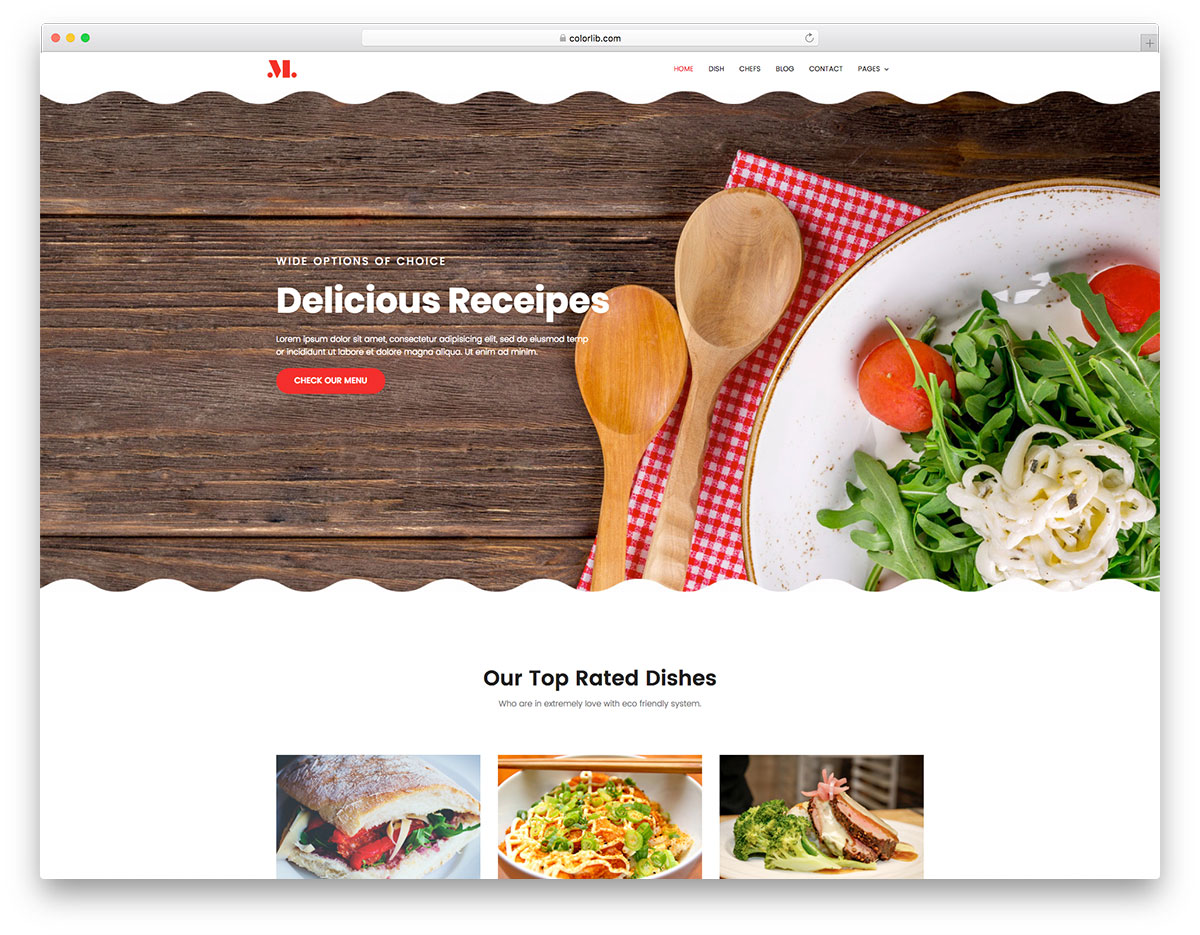 colorlib.com
M.
HOME DISH CHEFS BLOG CONTACT PAGES
WIDE OPTIONS OF CHOICE
Delicious Receipes
Lorem ipsum dolor sit amet, consectetur adipisicing elit, sed do eiusmod temp
or incididunt ut labore et dalore magna aliqua. Ut enim ad minim.
CHECK OUR MENU
Our Top Rated Dishes
Who are in extremely love with eco friendly system.